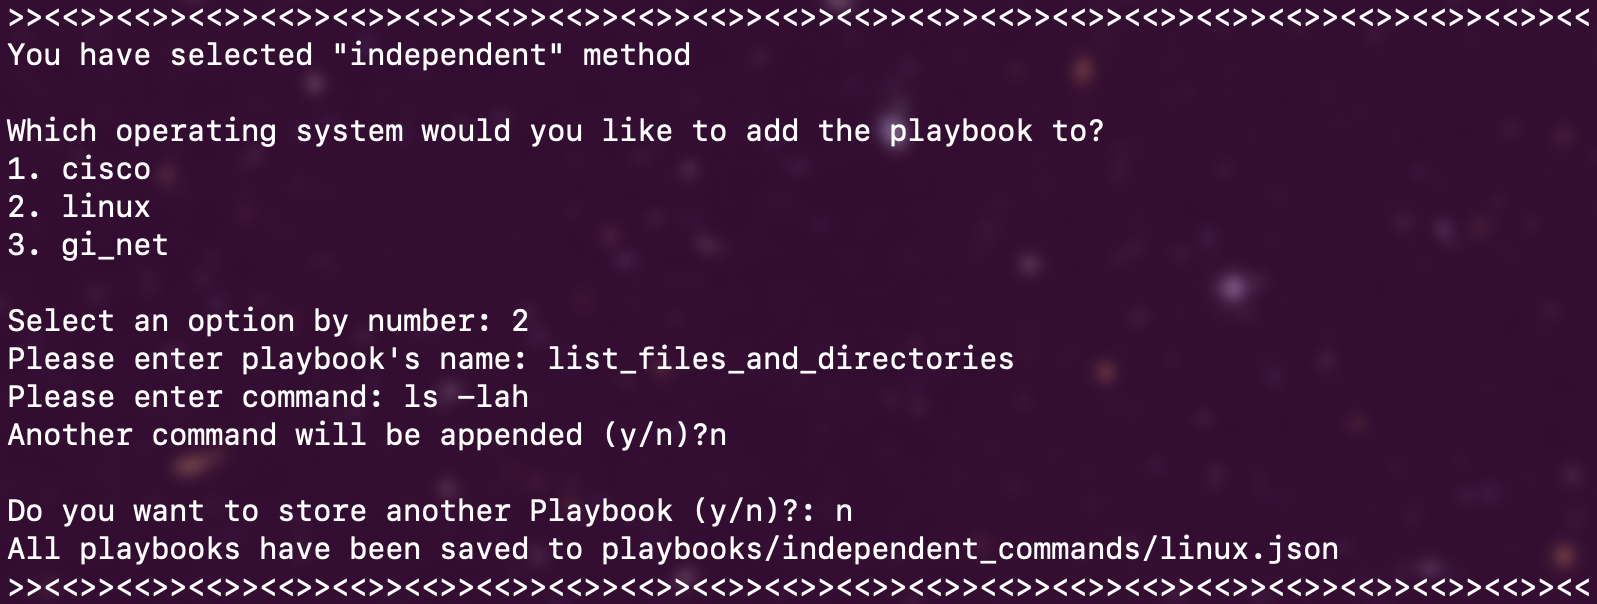 >><<>><<>><<>><<>><<>><<>><<>><<>><<>><<>><<>><<>><<>><<>><<>><<>><<>><<>><<>><<>><<>><<
You have selected "independent" method
Which operating system would you like to add the playbook to?
1. cisco
2. linux
3. gi_net
Select an option by number: 2
Please enter playbook's name: list_files_and_directories
Please enter command: ls -lah
Another command will be appended (y/n)?n
Do you want to store another Playbook (y/n)?: n
All playbooks have been saved to playbooks/independent_commands/linux.json
>><<>><<>><<>><<>><<>><<>><<>><<>><<>><<>><<>><<>><<>><<>><<>><<>><<>><<>><<>><<>><<>><<